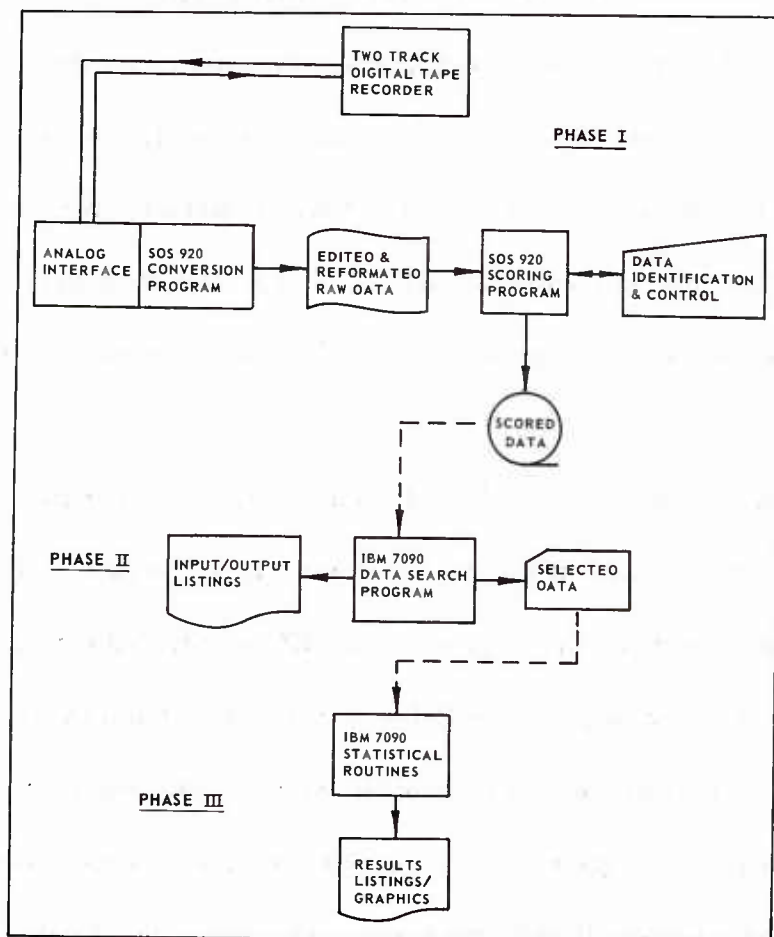 TWO TRACK
DIGITAL TAPE
RECORDER
PHASE I
ANALOG
INTERFACE
SOS 920
CONVERSION
PROGRAM
EDITEO &
REFORMATEO
RAW DATA
SOS 920
SCORING
PROGRAM
DATA
IDENTIFICATION
& CONTROL
SCORED
DATA
PHASE II
INPUT/OUTPUT
LISTINGS
IBM 7090
DATA SEARCH
PROGRAM
SELECTEO
OATA
IBM 7090
STATISTICAL
ROUTINES
PHASE III
RESULTS
LISTINGS/
GRAPHICS